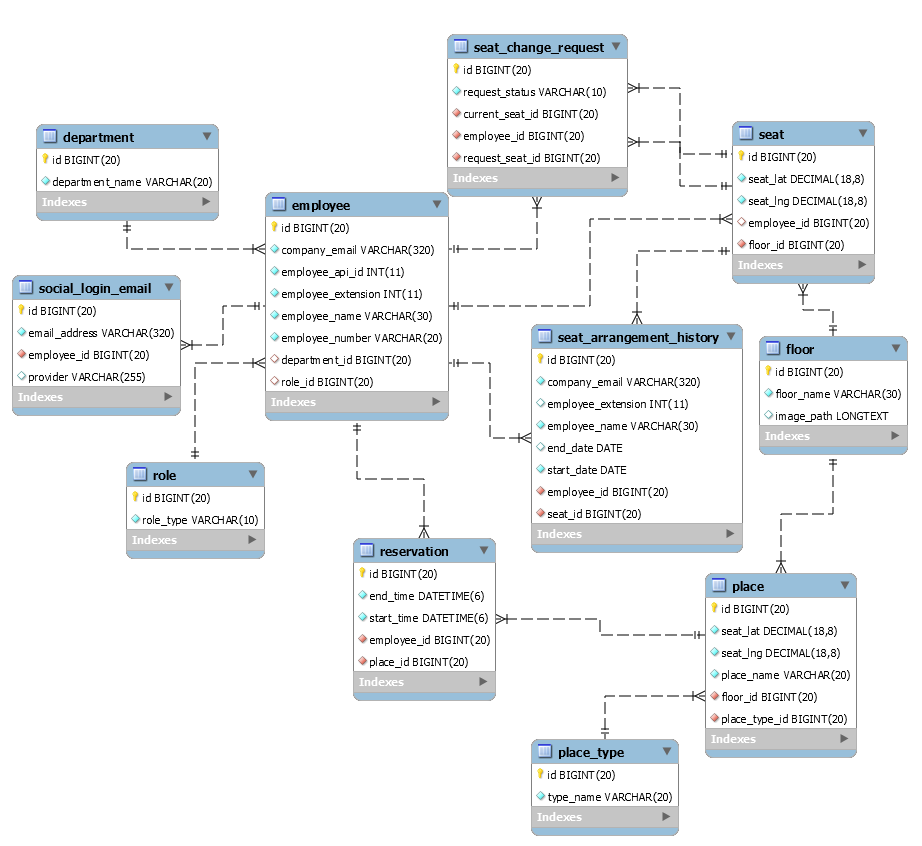 seat_change_request
id BIGINT(20)
request_status VARCHAR(10)
current_seat_id BIGINT(20)
employee_id BIGINT(20)
request_seat_id BIGINT(20)
Indexes
department
id BIGINT(20)
department_name VARCHAR(20)
Indexes
seat
id BIGINT(20)
seat_lat DECIMAL(18,8)
seat_lng DECIMAL(18,8)
employee_id BIGINT(20)
floor_id BIGINT(20)
Indexes
employee
id BIGINT(20)
company_email VARCHAR(320)
employee_api_id INT(11)
employee_extension INT(11)
employee_name VARCHAR(30)
employee_number VARCHAR(20)
department_id BIGINT(20)
role_id BIGINT(20)
Indexes
social_login_email
id BIGINT(20)
email_address VARCHAR(320)
employee_id BIGINT(20)
provider VARCHAR(255)
Indexes
seat_arrangement_history
id BIGINT(20)
company_email VARCHAR(320)
employee_extension INT(11)
employee_name VARCHAR(30)
end_date DATE
start_date DATE
employee_id BIGINT(20)
seat_id BIGINT(20)
Indexes
floor
id BIGINT(20)
floor_name VARCHAR(30)
image_path LONGTEXT
Indexes
role
id BIGINT(20)
role_type VARCHAR(10)
Indexes
reservation
id BIGINT(20)
end_time DATETIME(6)
start_time DATETIME(6)
employee_id BIGINT(20)
place_id BIGINT(20)
Indexes
place
id BIGINT(20)
seat_lat DECIMAL(18,8)
seat_lng DECIMAL(18,8)
place_name VARCHAR(20)
floor_id BIGINT(20)
place_type_id BIGINT(20)
Indexes
place_type
id BIGINT(20)
type_name VARCHAR(20)
Indexes